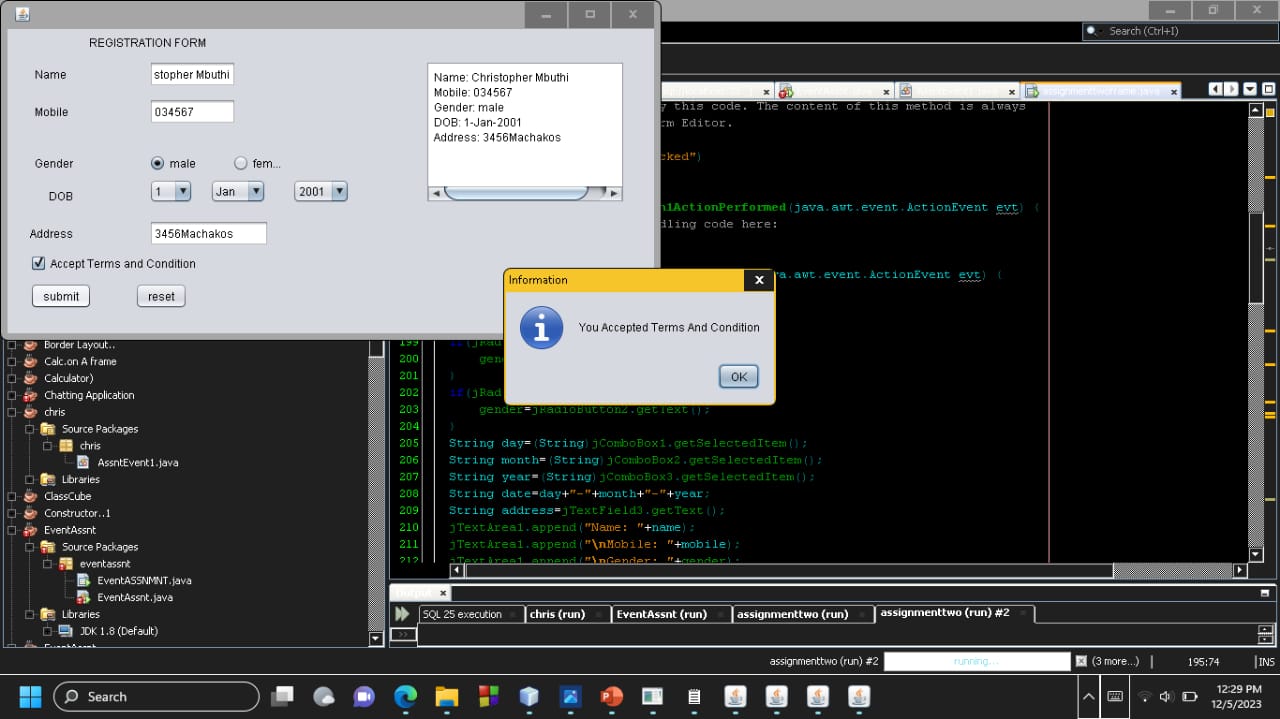 REGISTRATION FORM
Name
stopher Mbuthi
Mobile
034567
Gender
male
fem...
DOB
1
Jan
2001
Address
3456Machakos
Accept Terms and Condition
submit
reset
Name: Christopher Mbuthi
Mobile: 034567
Gender: male
DOB: 1-Jan-2001
Address: 3456Machakos
Information
You Accepted Terms And Condition
OK
Search (Ctrl+I)
assignmenttwoframe.java
y this code. The content of this method is always
rm Editor.
cked")
n1ActionPerformed(java.awt.event.ActionEvent evt) {
dling code here:
a.awt.event.ActionEvent evt) {
199 if(jRad
200 gen
201 }
202 if(jRad
203 gender=jRadioButton2.getText();
204 }
205 String day=(String)jComboBox1.getSelectedItem();
206 String month=(String)jComboBox2.getSelectedItem();
207 String year=(String)jComboBox3.getSelectedItem();
208 String date=day+"-"+month+"-"+year;
209 String address=jTextField3.getText();
210 jTextArea1.append("Name: "+name);
211 jTextArea1.append("\nMobile: "+mobile);
212 jTextArea1.append("\nGender: "+gender);
Border Layout..
Calc.on A frame
Calculator)
Chatting Application
chris
Source Packages
chris
AssntEvent1.java
Libraries
ClassCube
Constructor..1
EventAssnt
Source Packages
eventassnt
EventASSNMNT.java
EventAssnt.java
Libraries
JDK 1.8 (Default)
EventAssnt
Output
SQL 25 execution
chris (run)
EventAssnt (run)
assignmenttwo (run)
assignmenttwo (run) #2
>>
assignmenttwo (run) #2
running...
(3 more...)
195:74
INS
Search
12:29 PM
12/5/2023